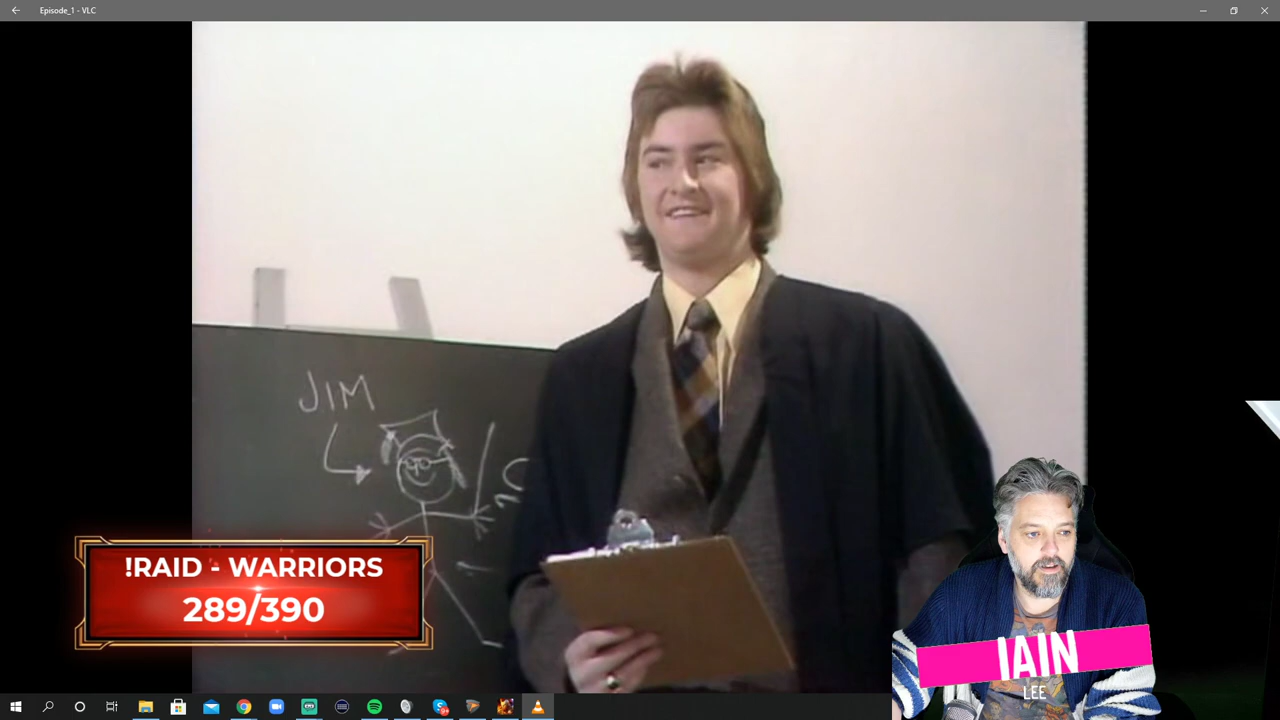 Episode_1 - VLC
JIM
!RAID - WARRIORS
289/390
IAIN
LEE